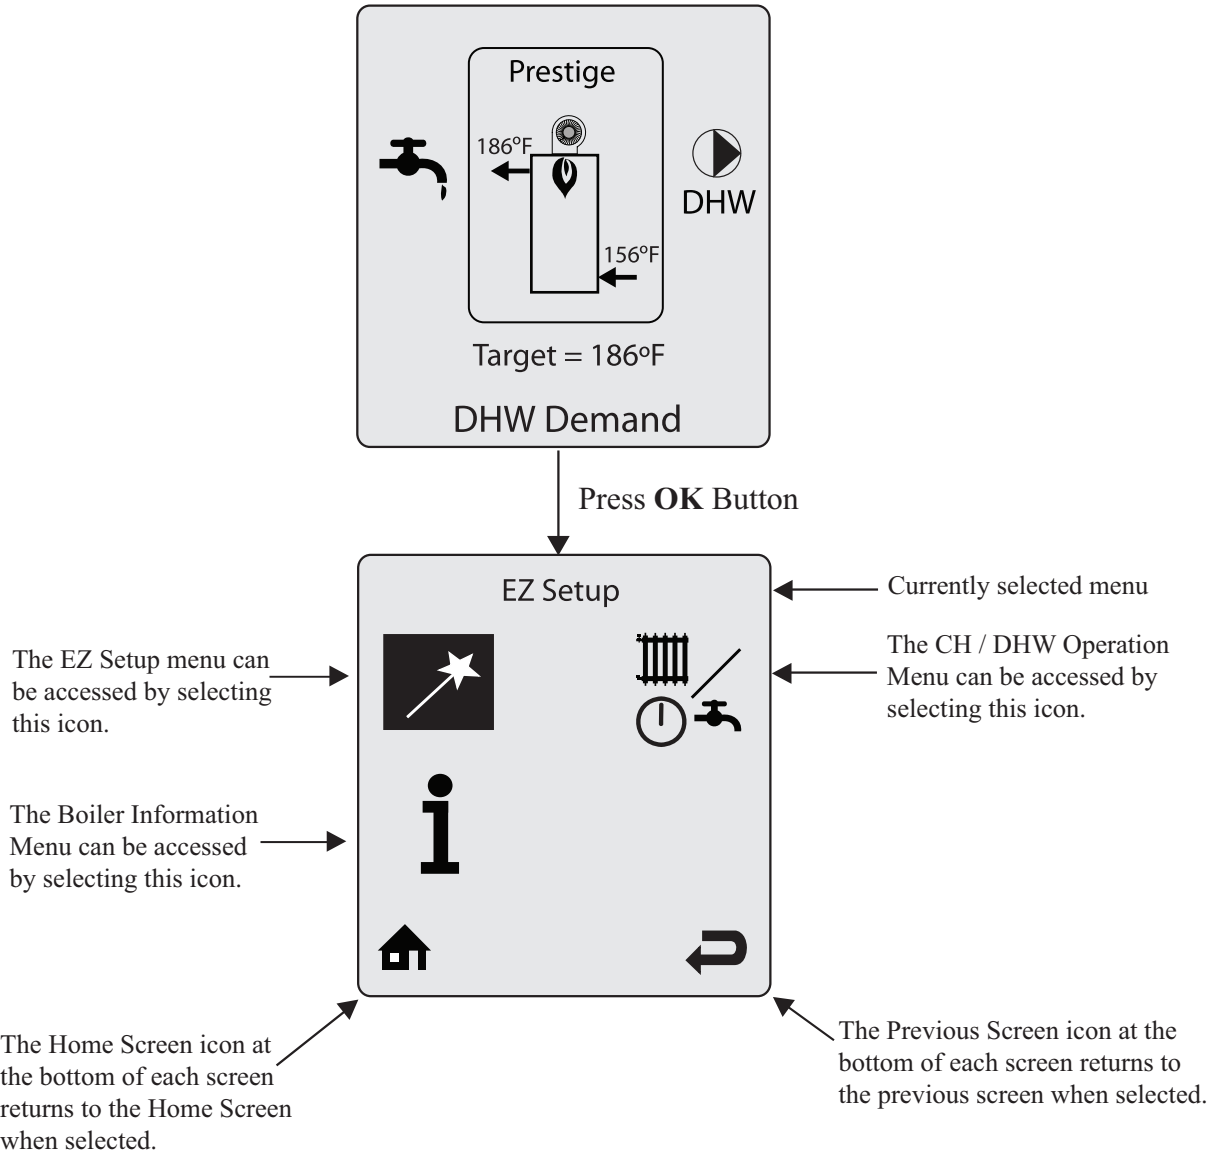 Prestige
186ºF
DHW
156ºF
Target = 186ºF
DHW Demand
Press OK Button
EZ Setup
Currently selected menu
The EZ Setup menu can
be accessed by selecting
this icon.
The CH / DHW Operation
Menu can be accessed by
selecting this icon.
The Boiler Information
Menu can be accessed
by selecting this icon.
The Home Screen icon at
the bottom of each screen
returns to the Home Screen
when selected.
The Previous Screen icon at the
bottom of each screen returns to
the previous screen when selected.